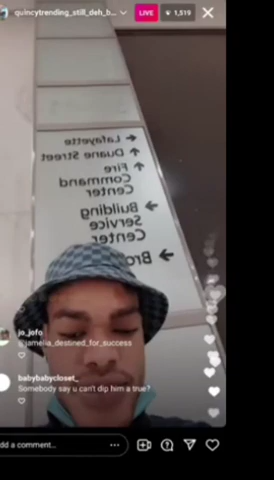 quincytrending_still_deh_b...
LIVE
1,519
Lafayette
Duane Street
Fire
Command
Center
Building
Service
Center
Bro
jo_jofo
@jamelia_destined_for_success
babybabycloset_
Somebody say u can't dip him a true?
dd a comment...